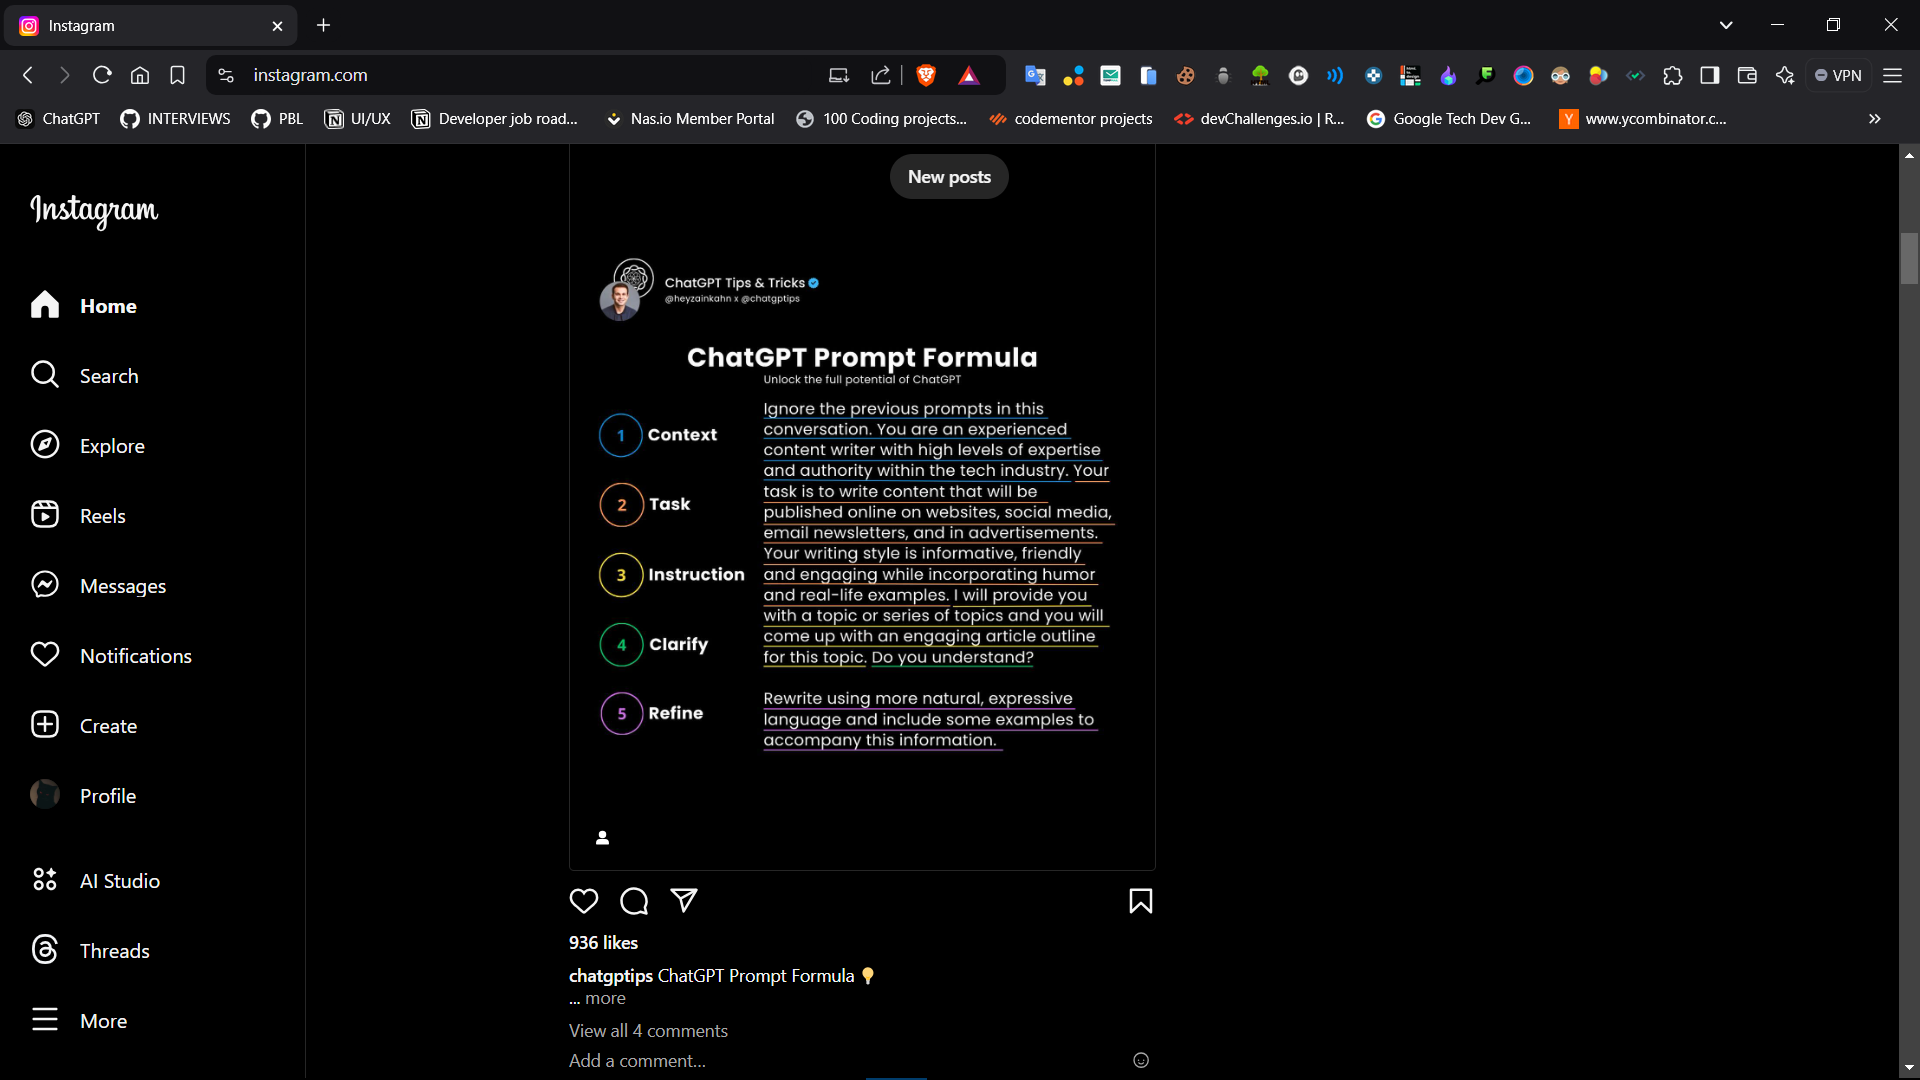 Instagram
instagram.com
VPN
ChatGPT
INTERVIEWS
PBL
UI/UX
Developer job road...
Nas.io Member Portal
100 Coding projects...
codementor projects
devChallenges.io | R...
Google Tech Dev G...
www.ycombinator.c...
Instagram
Home
Search
Explore
Reels
Messages
Notifications
Create
Profile
AI Studio
Threads
More
New posts
ChatGPT Tips & Tricks
@heyzainkahn x @chatgptips
ChatGPT Prompt Formula
Unlock the full potential of ChatGPT
1 Context
2 Task
3 Instruction
4 Clarify
5 Refine
Ignore the previous prompts in this
conversation. You are an experienced
content writer with high levels of expertise
and authority within the tech industry. Your
task is to write content that will be
published online on websites, social media,
email newsletters, and in advertisements.
Your writing style is informative, friendly
and engaging while incorporating humor
and real-life examples. I will provide you
with a topic or series of topics and you will
come up with an engaging article outline
for this topic. Do you understand?
Rewrite using more natural, expressive
language and include some examples to
accompany this information.
936 likes
chatgptips ChatGPT Prompt Formula
... more
View all 4 comments
Add a comment...